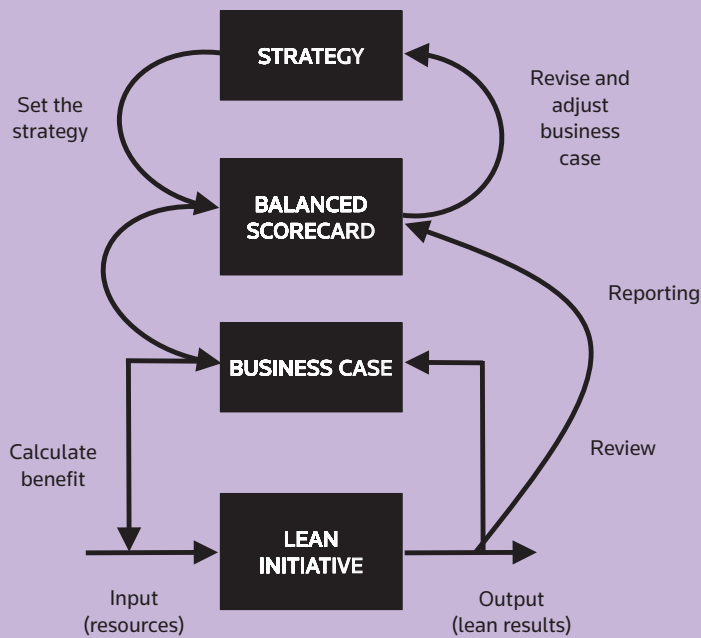 STRATEGY
Set the
strategy
Revise and
adjust
business
case
BALANCED
SCORECARD
Reporting
BUSINESS CASE
Calculate
benefit
Review
LEAN
INITIATIVE
Input
(resources)
Output
(lean results)